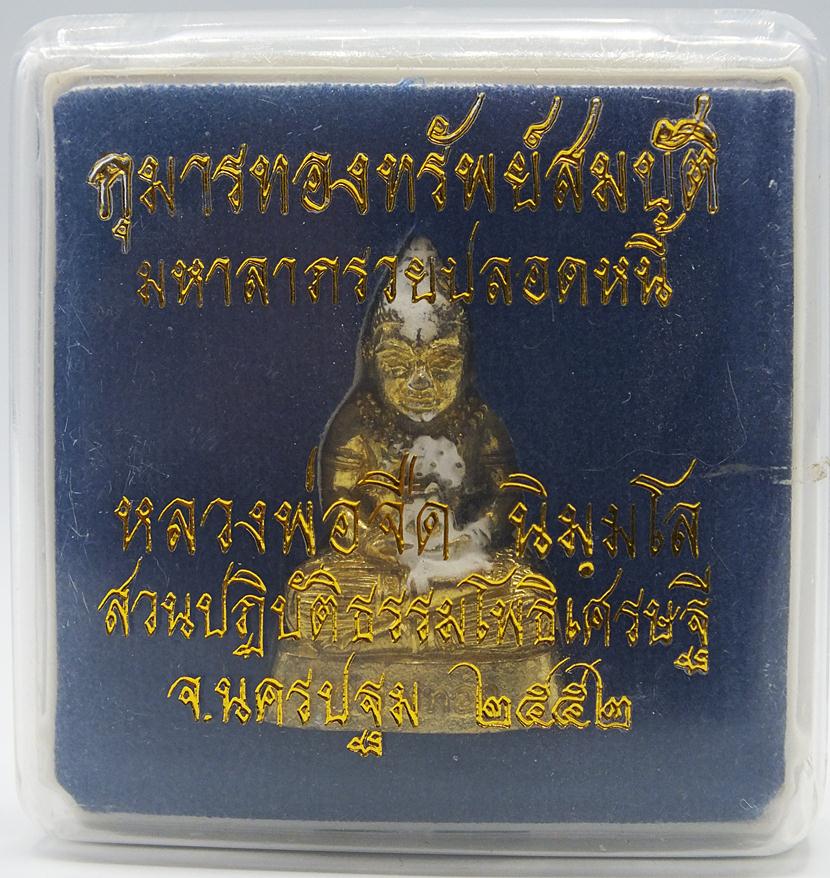 กุมารทองทรัพย์สมบัติ
มหาลาภรวยปลอดหนี้
หลวงพ่อจืด นิมฺมโล
สวนปฏิบัติธรรมโพธิเศรษฐี
จ.นครปฐม ๒๕๕๒